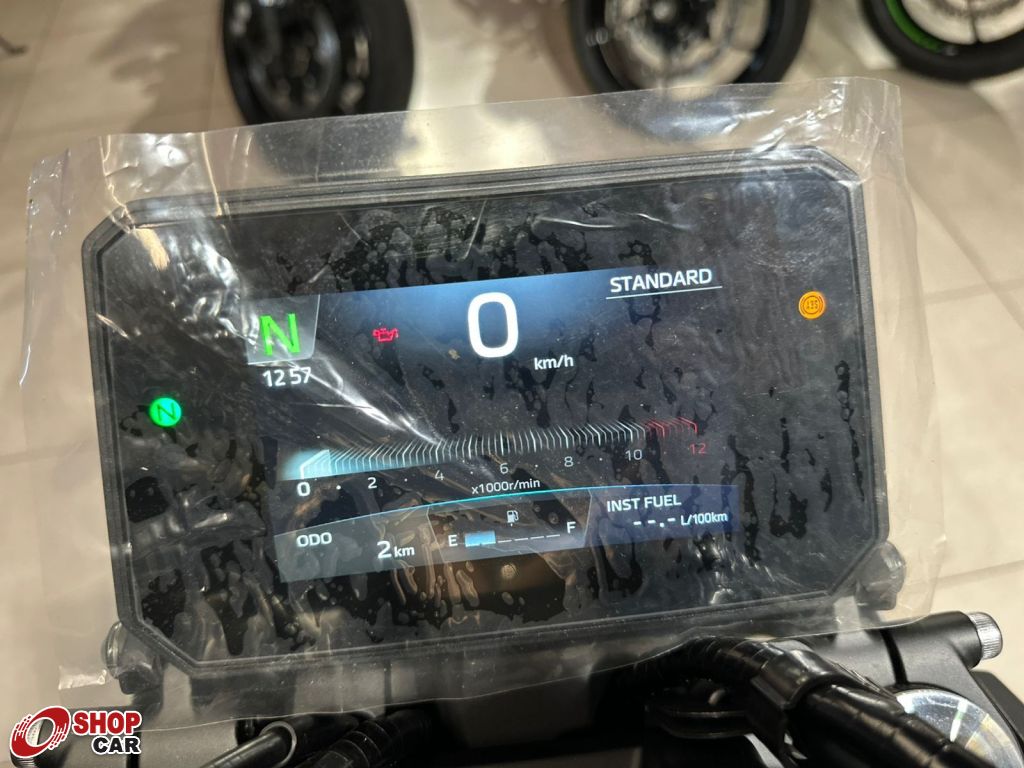 STANDARD
N
0
km/h
12 57
N
0 2 4 6 8 10 12
x1000r/min
ODO
2 km
E F
INST FUEL
--.- L/100km
SHOP
CAR